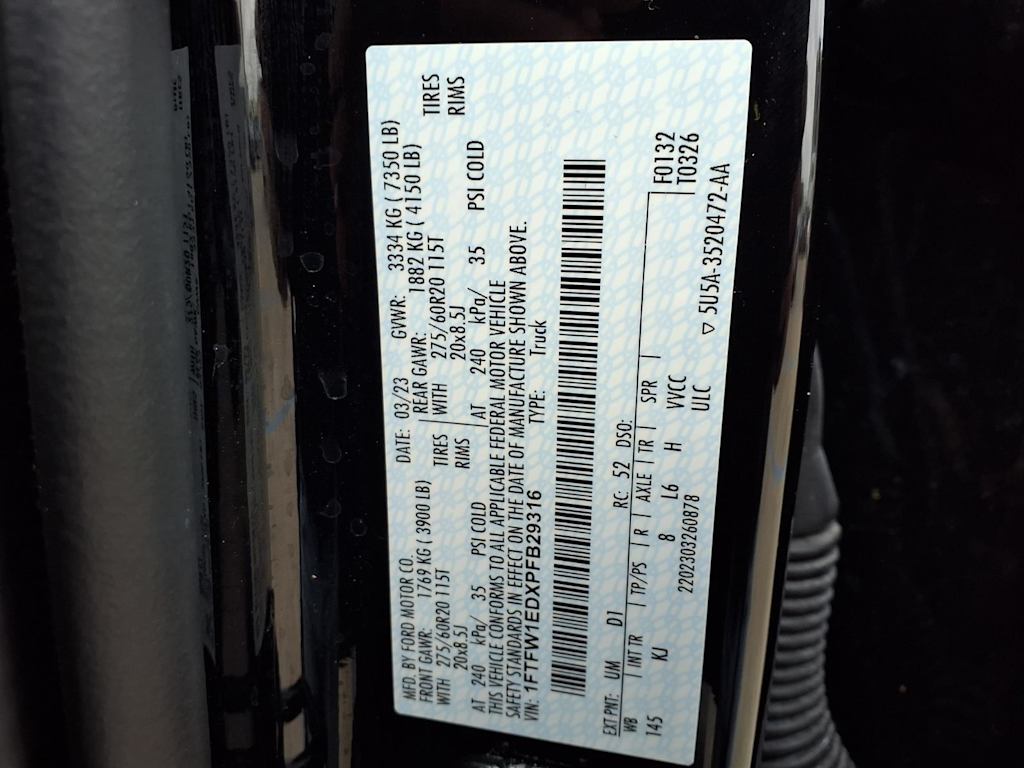 MFD. BY FORD MOTOR CO.
DATE: 03/23 GVWR: 3334 KG ( 7350 LB)
FRONT GAWR: 1769 KG ( 3900 LB)
REAR GAWR: 1882 KG ( 4150 LB)
WITH 275/60R20 115T TIRES
WITH 275/60R20 115T TIRES
20x8.5J RIMS
20x8.5J RIMS
AT 240 kPa/ 35 PSI COLD
AT 240 kPa/ 35 PSI COLD
THIS VEHICLE CONFORMS TO ALL APPLICABLE FEDERAL MOTOR VEHICLE
SAFETY STANDARDS IN EFFECT ON THE DATE OF MANUFACTURE SHOWN ABOVE.
VIN: 1FTFW1EDXPFB29316 TYPE: Truck
EXT PNT: UM D1 RC: 52 DSO: F0132
WB INT TR TP/PS R AXLE TR SPR T0326
145 KJ 8 L6 H VVCC
ULC
2202303260878
▽ 5U5A-3520472-AA